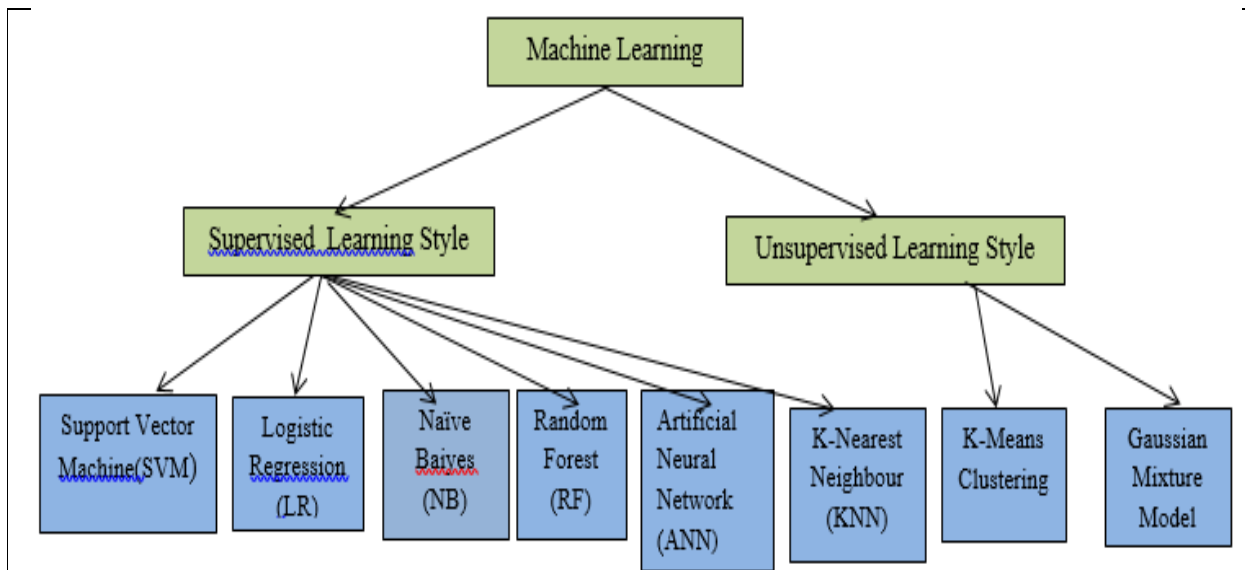 Machine Learning
Supervised Learning Style
Unsupervised Learning Style
Support Vector
Machine(SVM)
Logistic
Regression
(LR)
Naïve
Baiyes
(NB)
Random
Forest
(RF)
Artificial
Neural
Network
(ANN)
K-Nearest
Neighbour
(KNN)
K-Means
Clustering
Gaussian
Mixture
Model